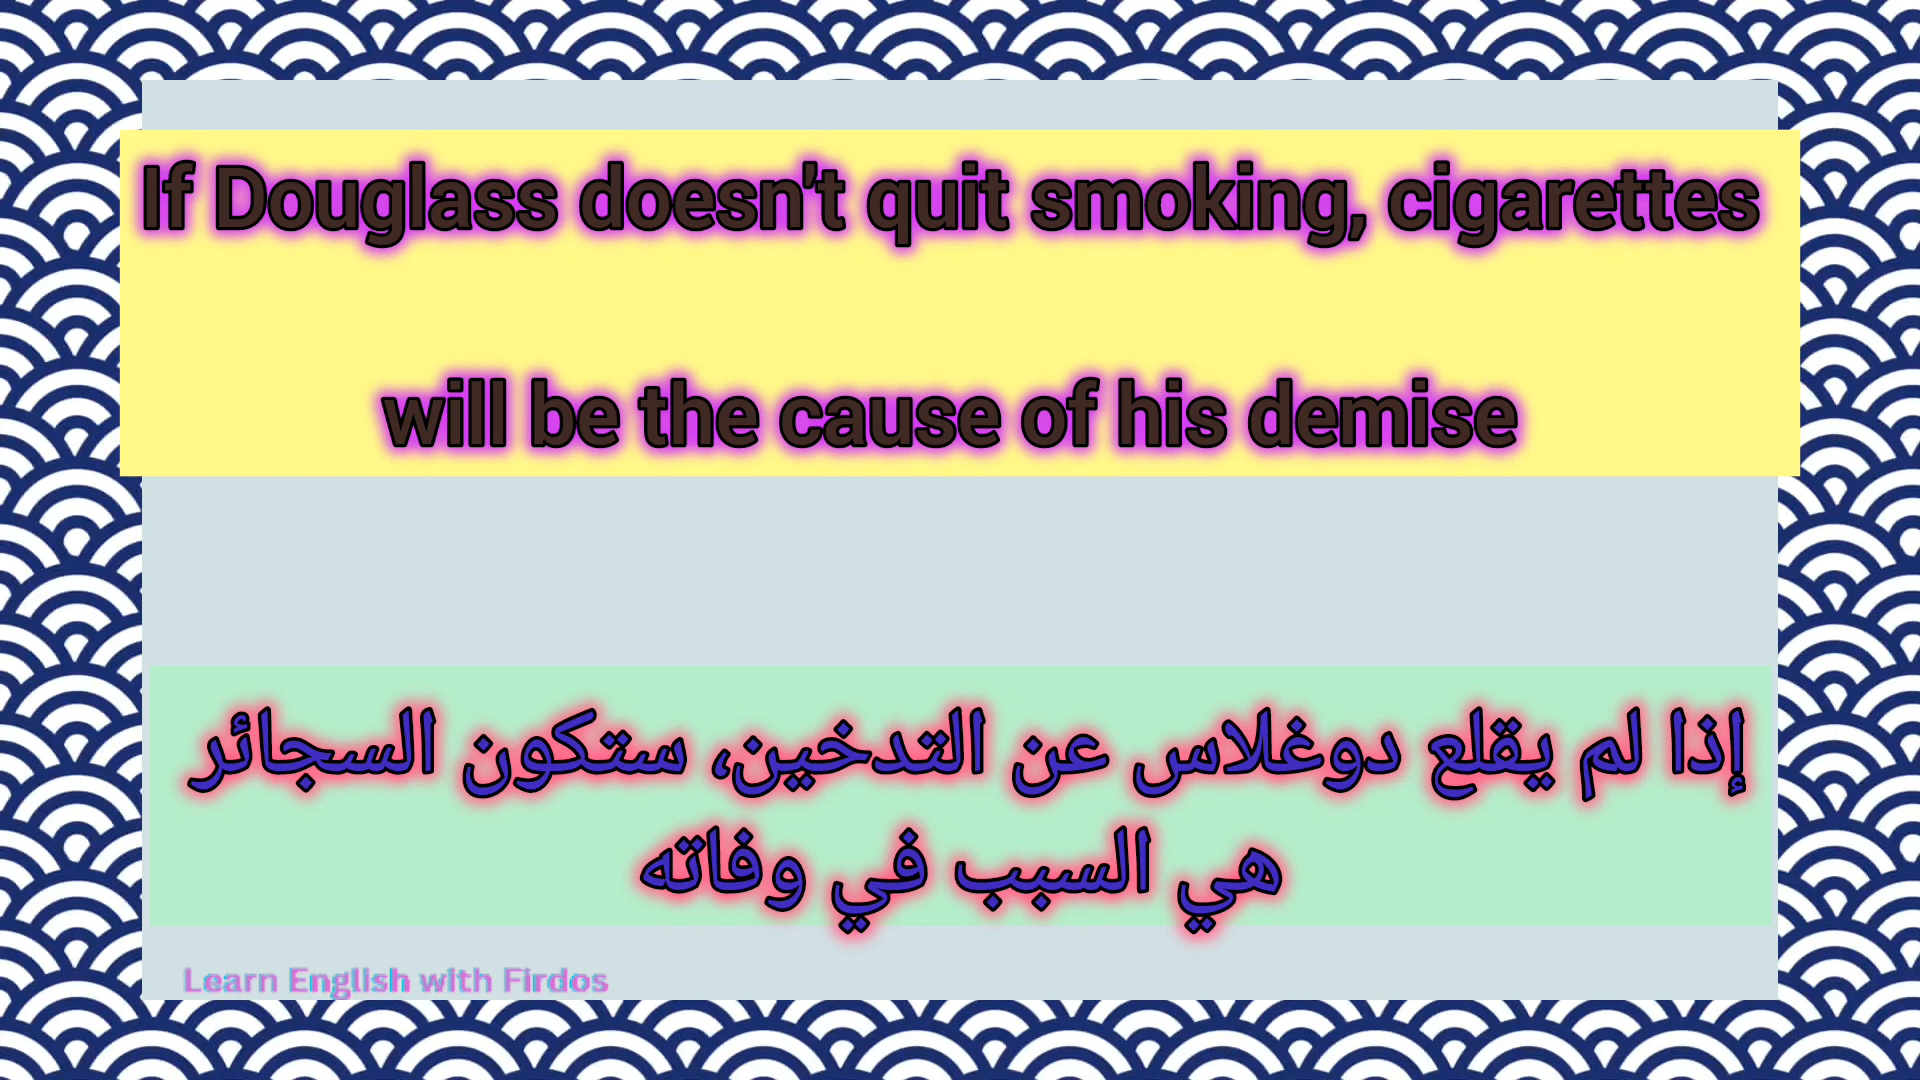 If Douglass doesn't quit smoking, cigarettes
will be the cause of his demise
إذا لم يقلع دوغلاس عن التدخين، ستكون السجائر
هي السبب في وفاته
Learn English with Firdos